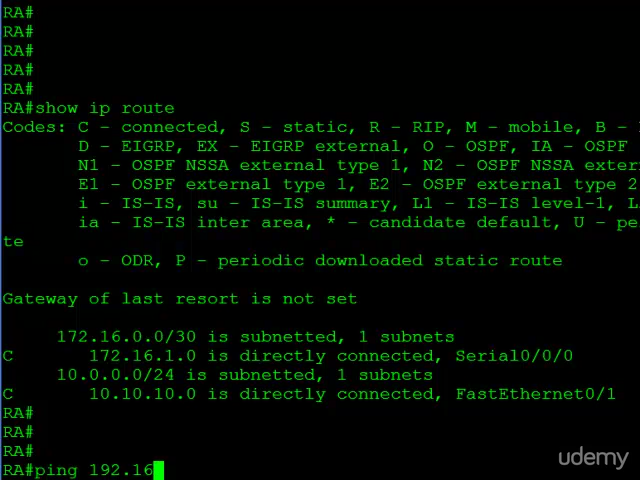 RA#
RA#
RA#
RA#
RA#
RA#show ip route
Codes: C - connected, S - static, R - RIP, M - mobile, B -
D - EIGRP, EX - EIGRP external, O - OSPF, IA - OSPF
N1 - OSPF NSSA external type 1, N2 - OSPF NSSA exter
E1 - OSPF external type 1, E2 - OSPF external type 2
i - IS-IS, su - IS-IS summary, L1 - IS-IS level-1, L
ia - IS-IS inter area, * - candidate default, U - pe
te
o - ODR, P - periodic downloaded static route
Gateway of last resort is not set
172.16.0.0/30 is subnetted, 1 subnets
C 172.16.1.0 is directly connected, Serial0/0/0
10.0.0.0/24 is subnetted, 1 subnets
C 10.10.10.0 is directly connected, FastEthernet0/1
RA#
RA#
RA#
RA#ping 192.16
udemy